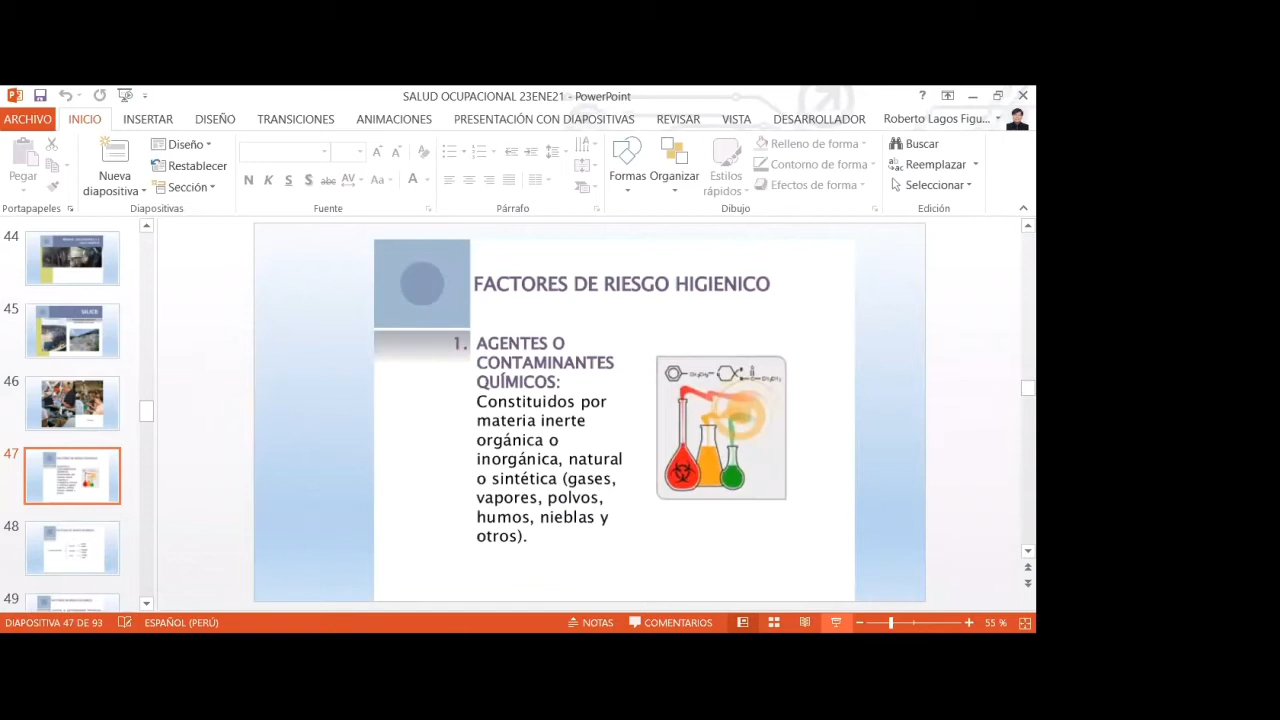 SALUD OCUPACIONAL 23ENE21 - PowerPoint
ARCHIVO INICIO INSERTAR DISEÑO TRANSICIONES ANIMACIONES PRESENTACIÓN CON DIAPOSITIVAS REVISAR VISTA DESARROLLADOR Roberto Lagos Figu...
Pegar
Nueva diapositiva
Diseño
Restablecer
Sección
N K S S abc AV Aa A
Formas
Organizar
Estilos rápidos
Relleno de forma
Contorno de forma
Efectos de forma
Buscar
Reemplazar
Seleccionar
Portapapeles Diapositivas Fuente Párrafo Dibujo Edición
44
45
SILICE
46
47
48
49
FACTORES DE RIESGO HIGIENICO
1. AGENTES O
CONTAMINANTES
QUÍMICOS:
Constituidos por
materia inerte
orgánica o
inorgánica, natural
o sintética (gases,
vapores, polvos,
humos, nieblas y
otros).
DIAPOSITIVA 47 DE 93 ESPAÑOL (PERÚ) NOTAS COMENTARIOS 55 %